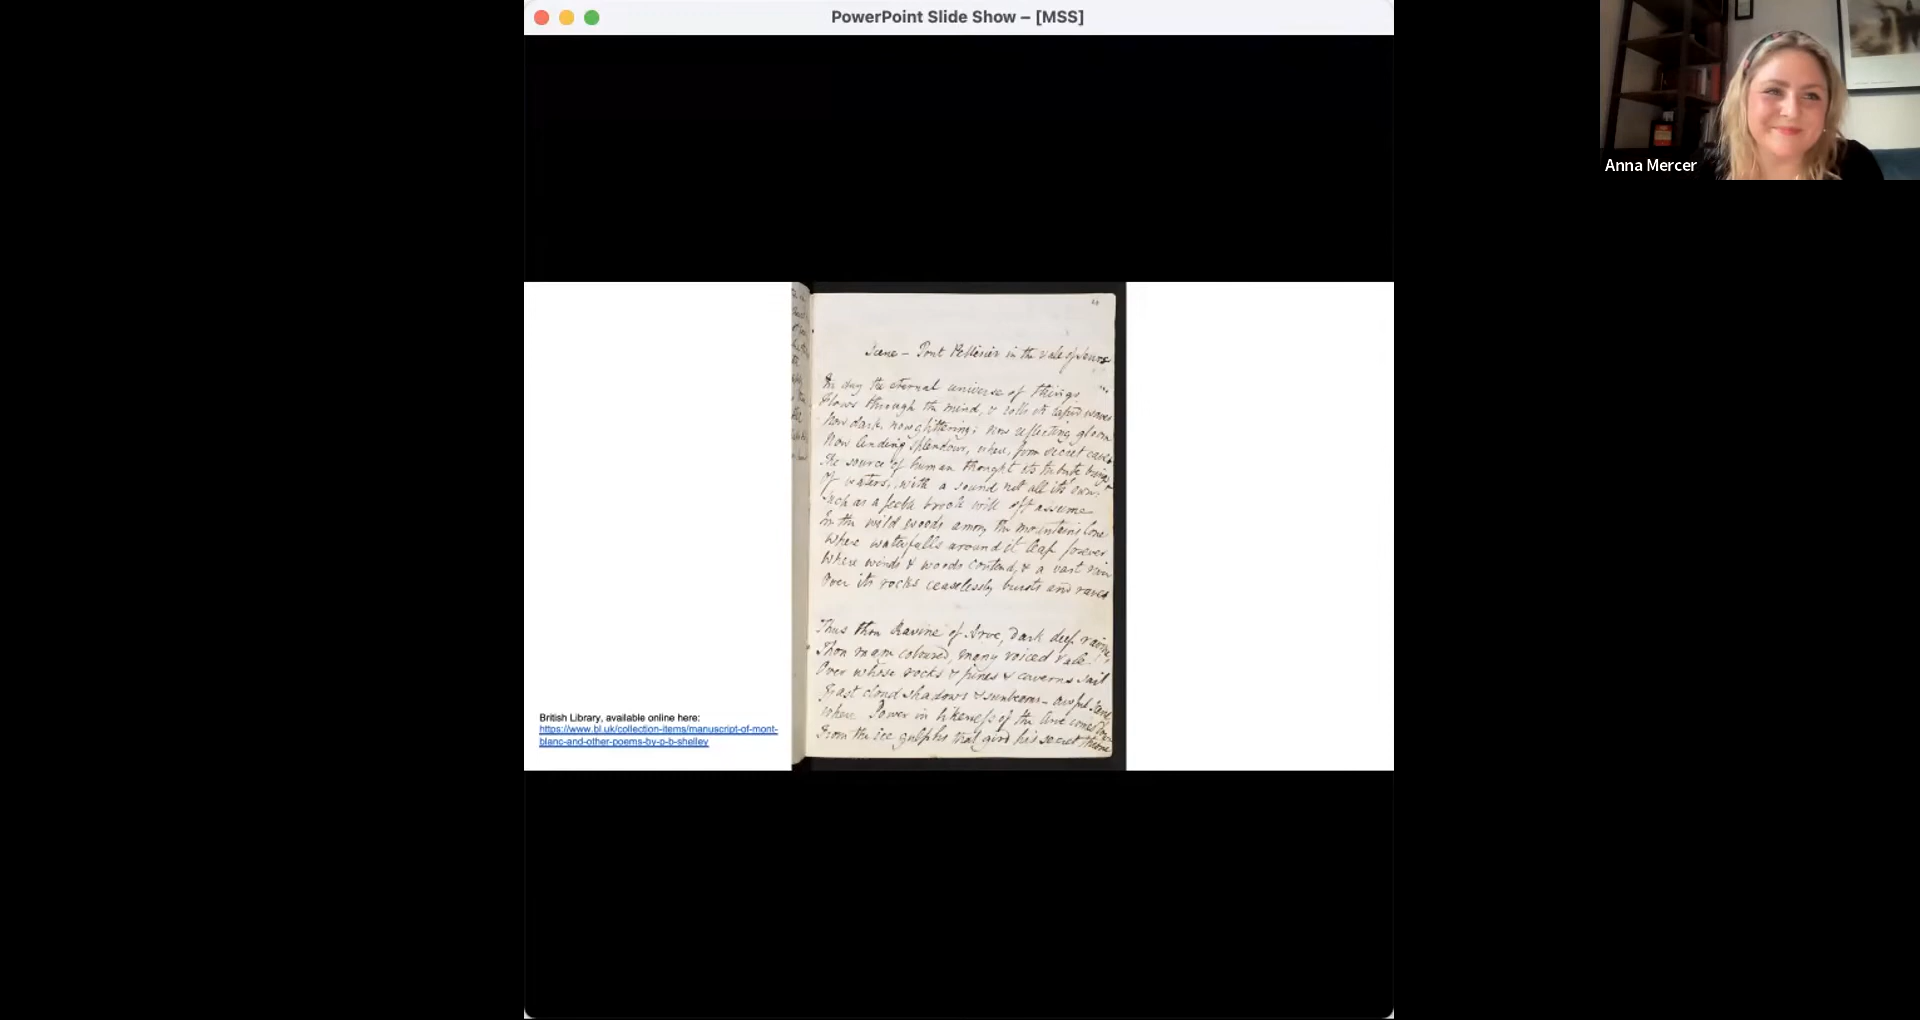 PowerPoint Slide Show – [MSS]
Anna Mercer
Scene – Pont Pellisier in the vale of Servox
In day the eternal universe of things
Flows through the mind, & rolls its rapid waves
Now dark, now glittering; now reflecting gloom
Now lending splendour, where, from secret caves
The source of human thought its tribute brings
Of waters, with a sound not all it's own;
Such as a feeble brook will oft assume
In the wild woods among the mountains lone
Where waterfalls around it leap forever
Where winds & woods contend, & a vast river
Over its rocks ceaselessly bursts and raves
Thus thou Ravine of Arve, dark deep ravine,
Thou many coloured, many voiced vale!
Over whose rocks & pines & caverns sail
Fast cloud shadows & sunbeams – awful scene,
Where Power in likeness of the Arve comes down
From the ice gulphs that gird his secret throne
British Library, available online here:
https://www.bl.uk/collection-items/manuscript-of-mont-
blanc-and-other-poems-by-p-b-shelley